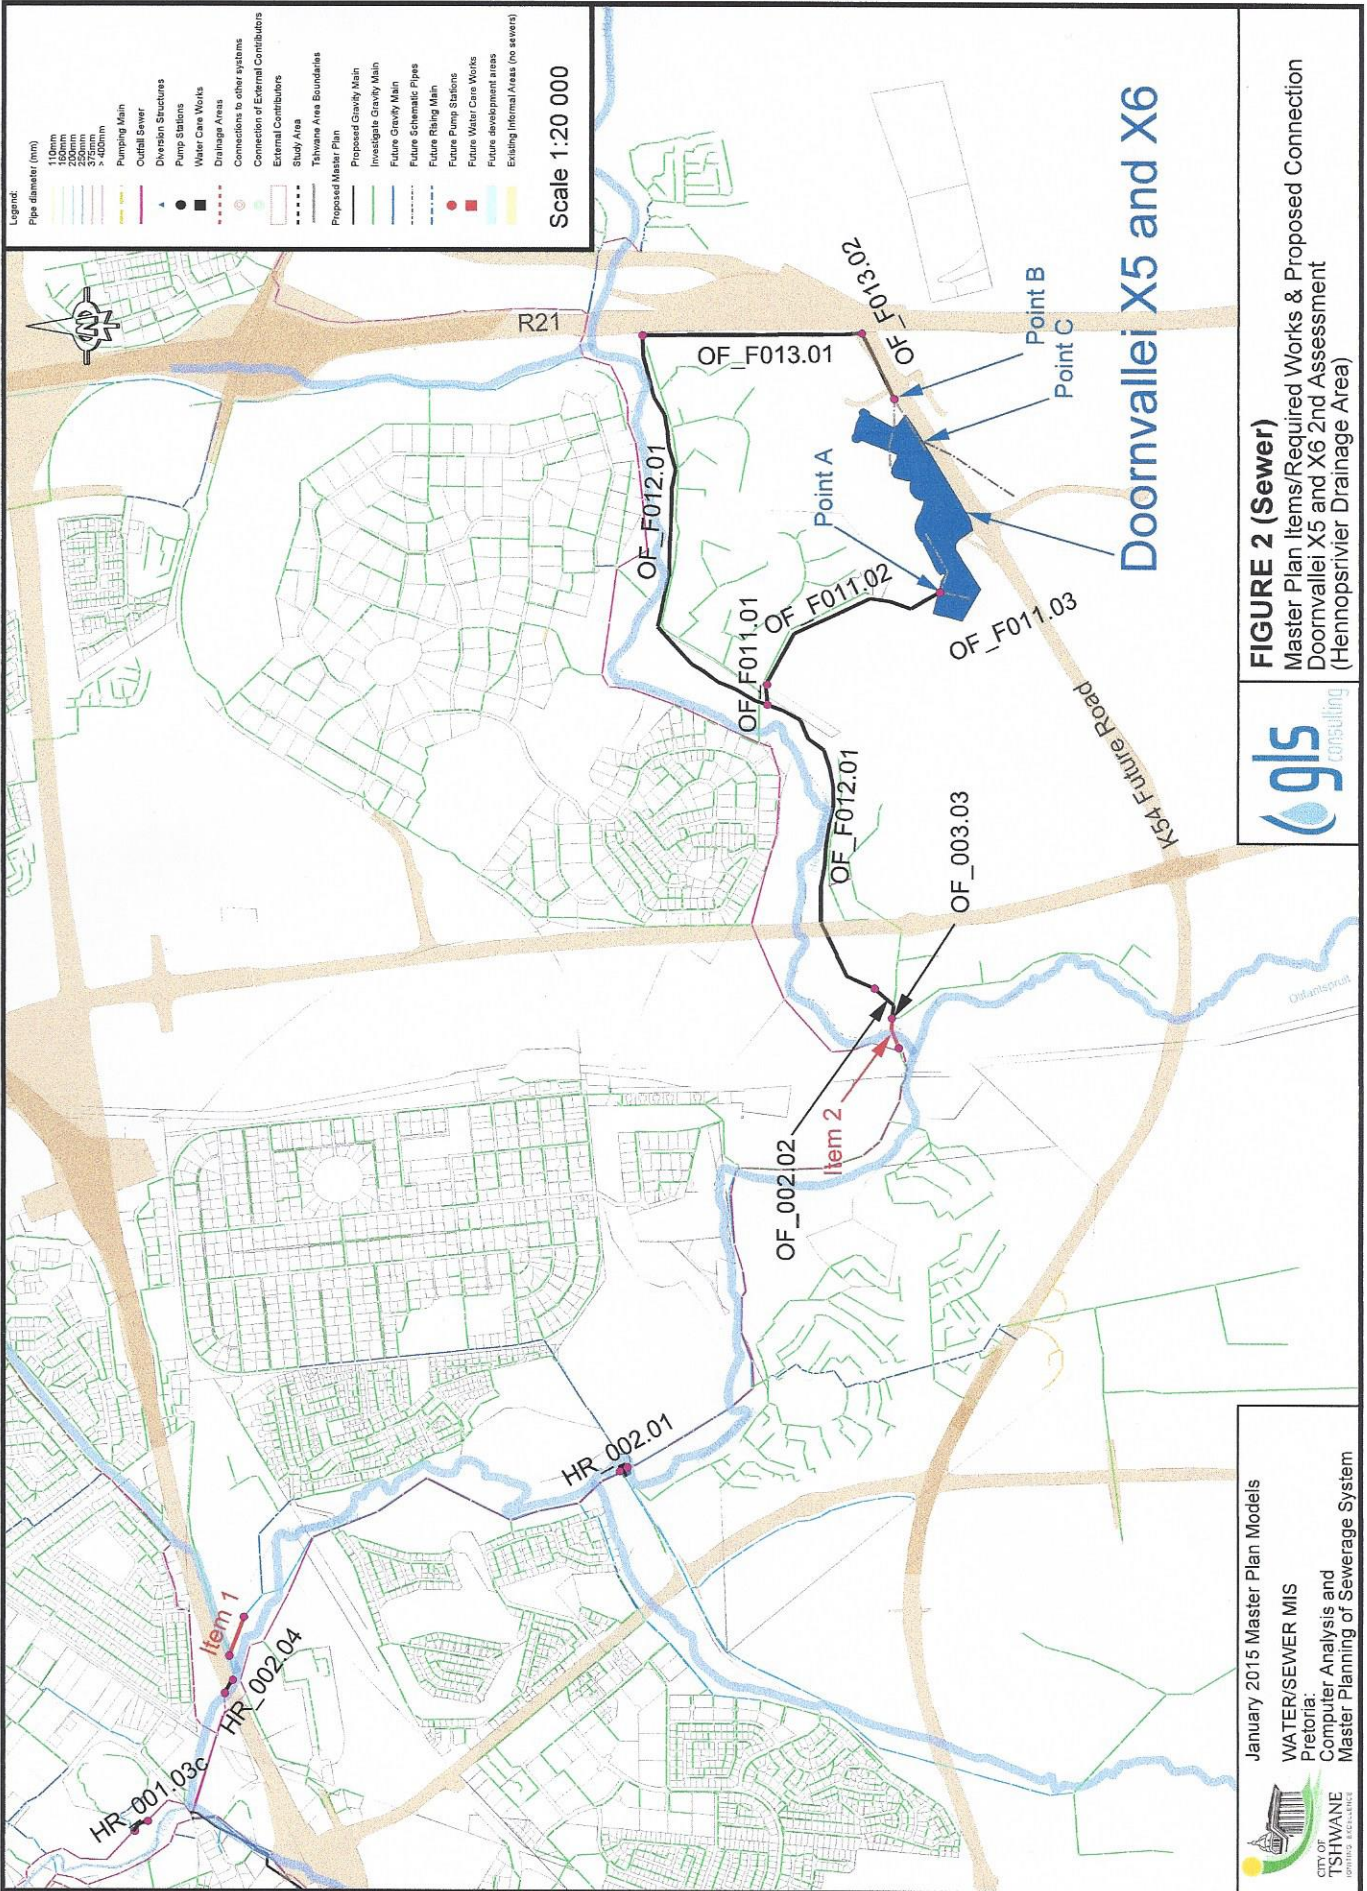 Legend:
Pipe diameter (mm)
110mm
160mm
200mm
250mm
375mm
> 400mm
Pumping Main
Outfall Sewer
Diversion Structures
Pump Stations
Water Care Works
Drainage Areas
Connections to other systems
Connection of External Contributors
External Contributors
Study Area
Tshwane Area Boundaries
Proposed Master Plan
Proposed Gravity Main
Investigate Gravity Main
Future Gravity Main
Future Schematic Pipes
Future Rising Main
Future Pump Stations
Future Water Care Works
Future development areas
Existing Informal Areas (no sewers)
Scale 1:20 000
N
R21
OF_F013.01
OF_F013.02
OF_F012.01
Point B
Point C
Point A
Doornvallei X5 and X6
OF_F011.01
OF_F011.02
OF_F011.03
OF_F012.01
K54 Future Road
OF_003.03
OF_002.02
Item 2
Olifantspruit
HR_002.01
Item 1
HR_002.04
HR_001.03c
January 2015 Master Plan Models
WATER/SEWER MIS
Pretoria:
Computer Analysis and
Master Planning of Sewerage System
CITY OF
TSHWANE
IGNITING EXCELLENCE
gls
consulting
FIGURE 2 (Sewer)
Master Plan Items/Required Works & Proposed Connection
Doornvallei X5 and X6 2nd Assessment
(Hennopsrivier Drainage Area)